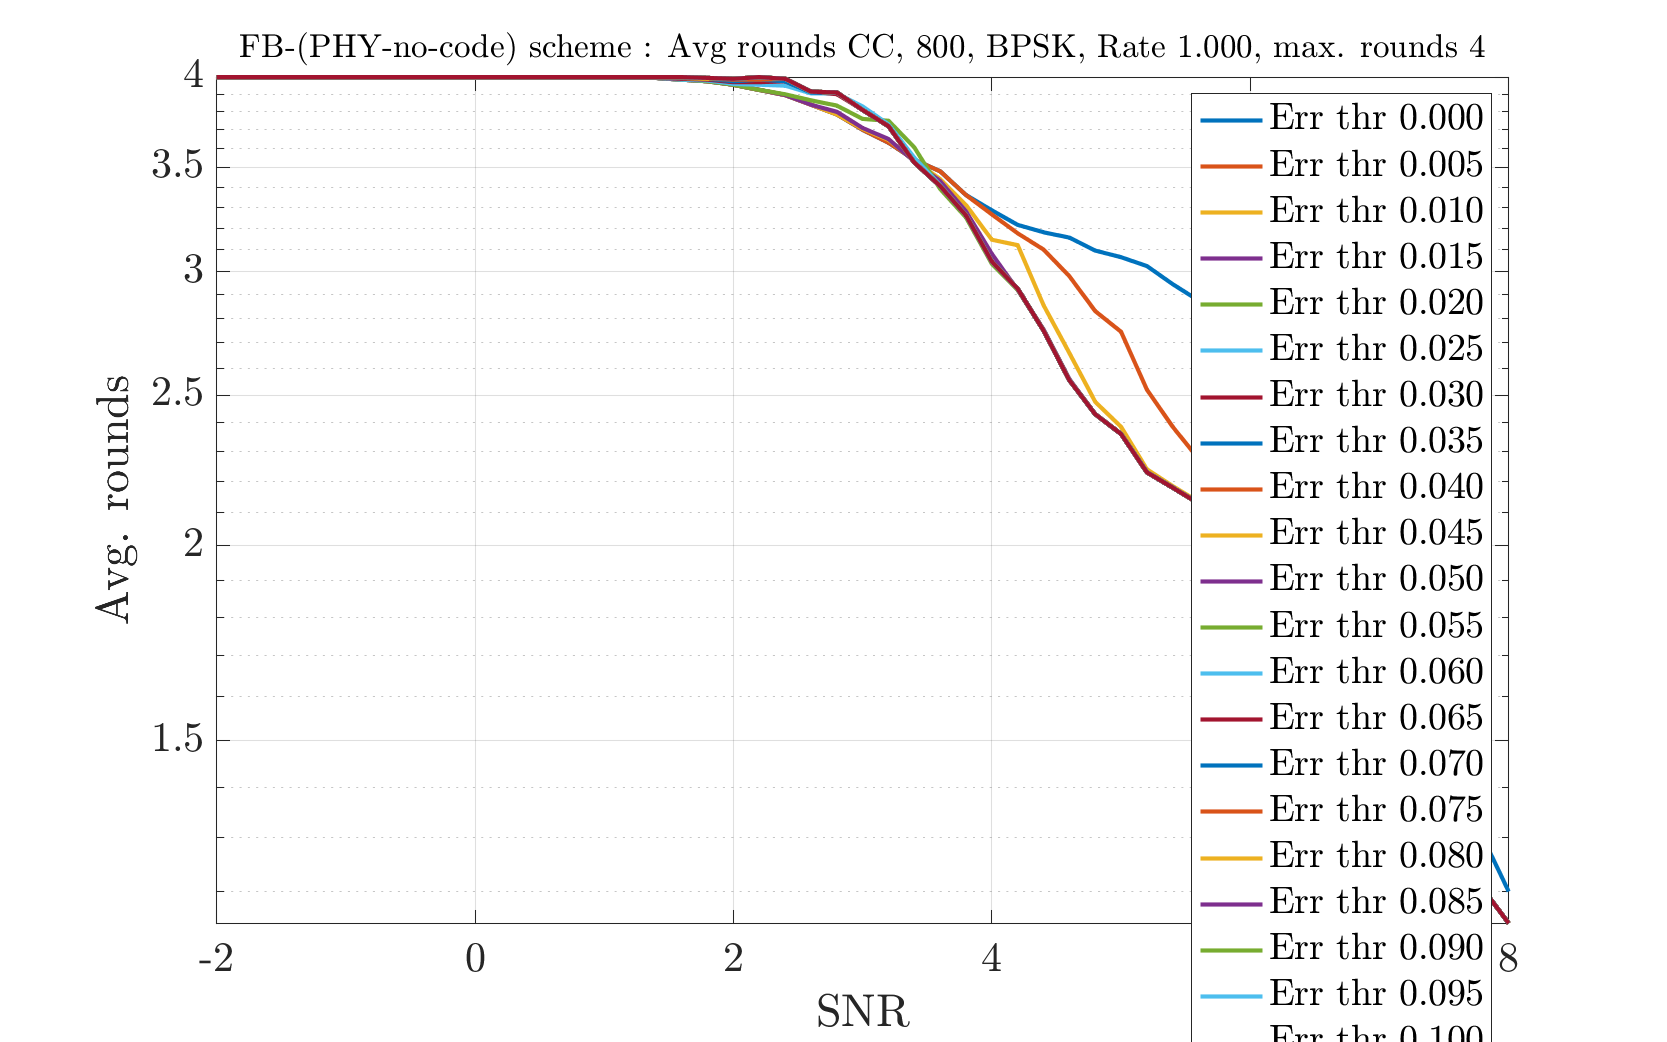 FB-(PHY-no-code) scheme : Avg rounds CC, 800, BPSK, Rate 1.000, max. rounds 4
4
3.5
3
2.5
2
1.5
Avg. rounds
-2
0
2
4
8
SNR
Err thr 0.000
Err thr 0.005
Err thr 0.010
Err thr 0.015
Err thr 0.020
Err thr 0.025
Err thr 0.030
Err thr 0.035
Err thr 0.040
Err thr 0.045
Err thr 0.050
Err thr 0.055
Err thr 0.060
Err thr 0.065
Err thr 0.070
Err thr 0.075
Err thr 0.080
Err thr 0.085
Err thr 0.090
Err thr 0.095
Err thr 0.100